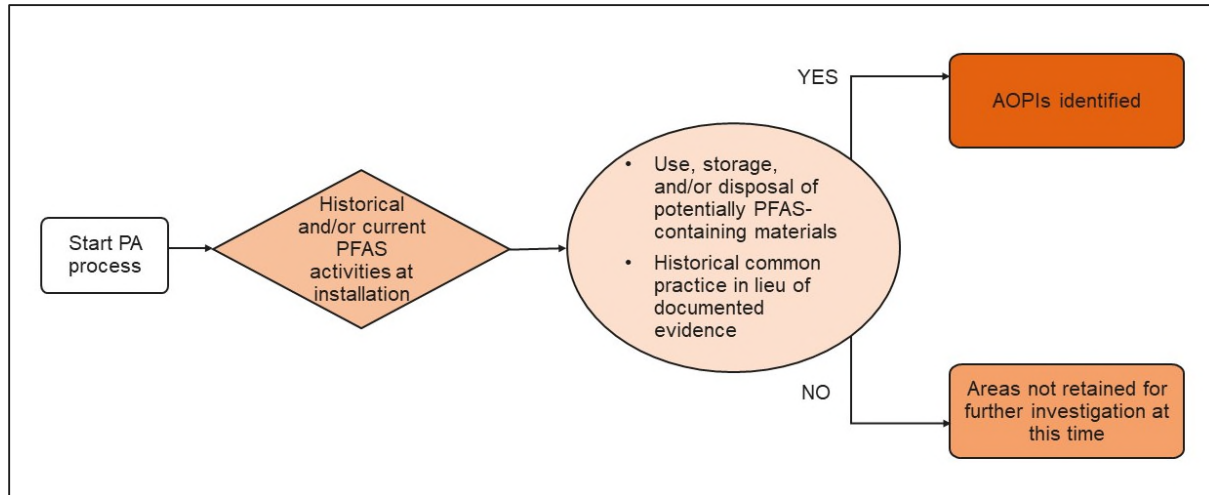 Start PA
process
Historical
and/or current
PFAS
activities at
installation
• Use, storage,
and/or disposal of
potentially PFAS-
containing materials
• Historical common
practice in lieu of
documented
evidence
YES
AOPIs identified
NO
Areas not retained for
further investigation at
this time